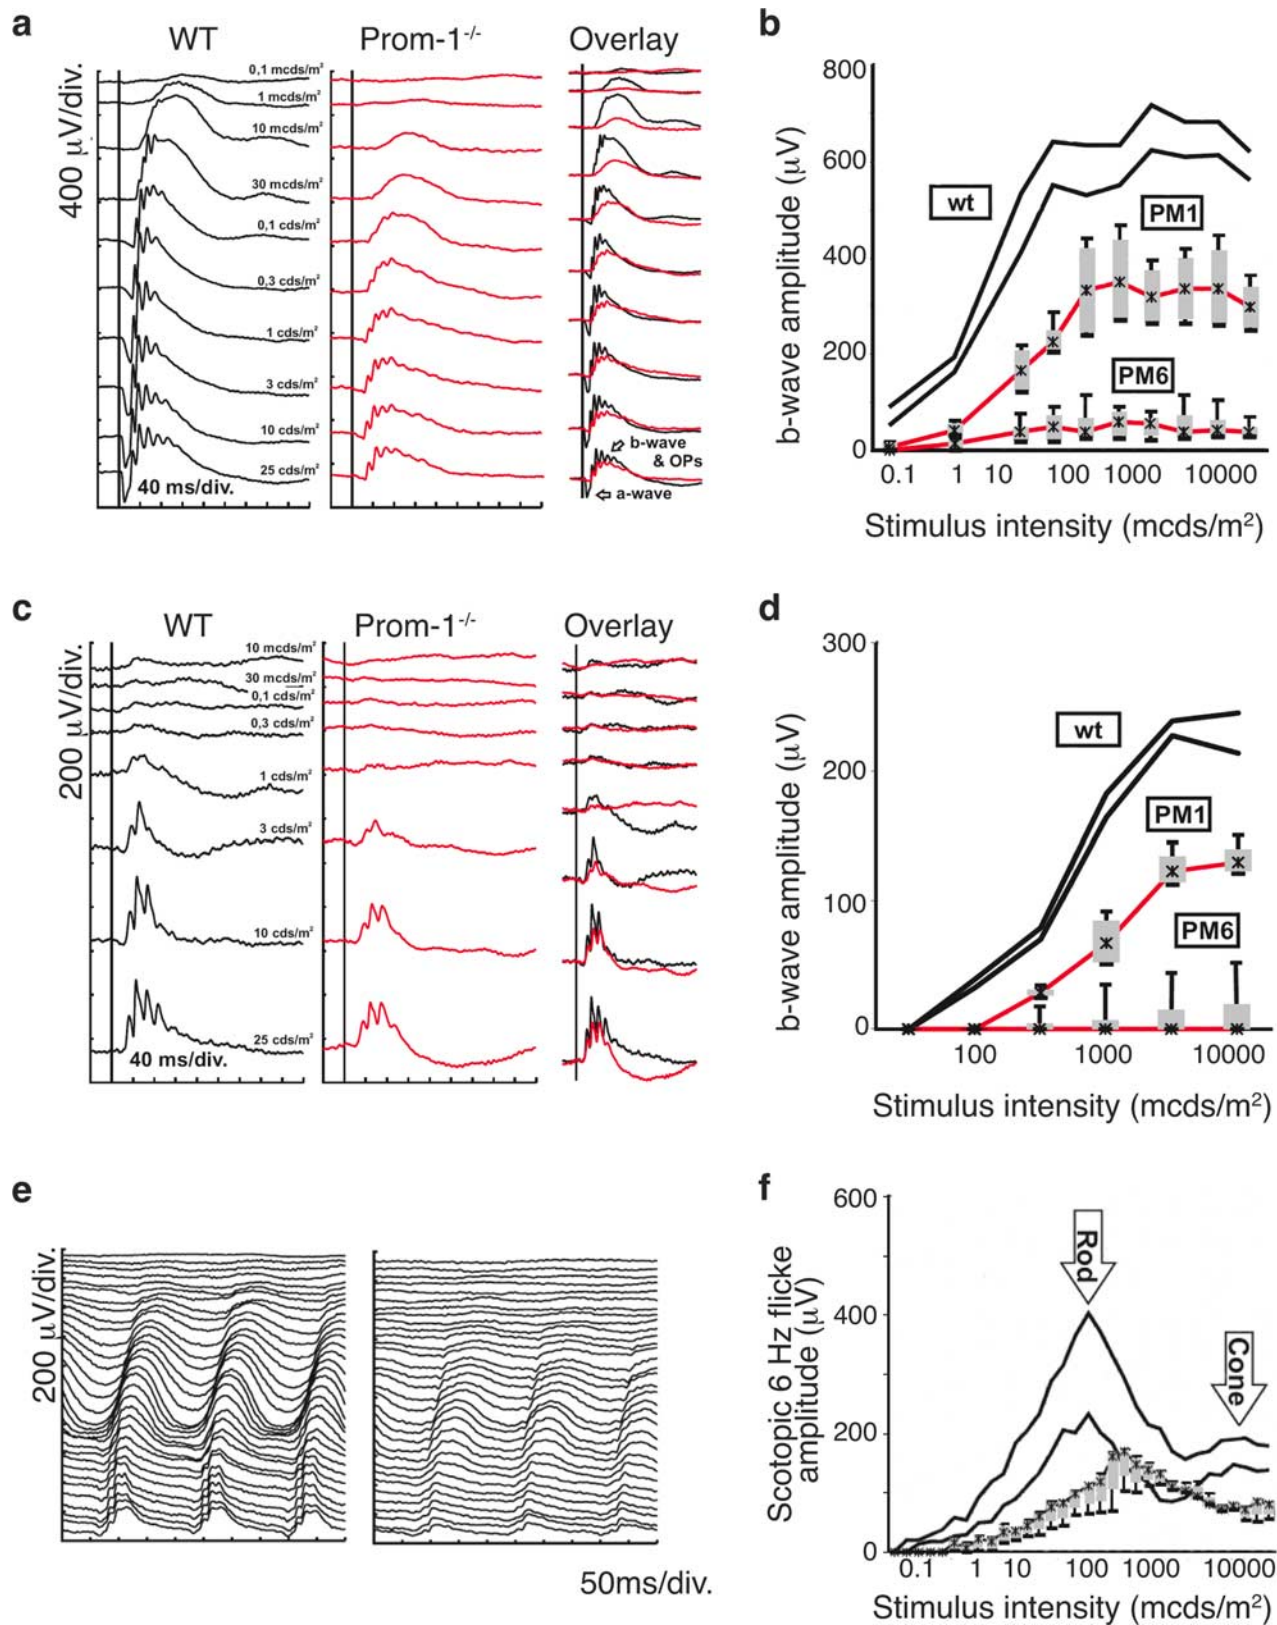 a
WT
Prom-1-/-
Overlay
400 µV/div.
0,1 mcds/m²
1 mcds/m²
10 mcds/m²
30 mcds/m²
0,1 cds/m²
0,3 cds/m²
1 cds/m²
3 cds/m²
10 cds/m²
25 cds/m²
40 ms/div.
b-wave
& OPs
a-wave
b
800
600
400
200
0
b-wave amplitude (µV)
wt
PM1
PM6
0.1 1 10 100 1000 10000
Stimulus intensity (mcds/m²)
c
WT
Prom-1-/-
Overlay
200 µV/div.
10 mcds/m²
30 mcds/m²
0,1 cds/m²
0,3 cds/m²
1 cds/m²
3 cds/m²
10 cds/m²
25 cds/m²
40 ms/div.
d
300
200
100
0
b-wave amplitude (µV)
wt
PM1
PM6
100 1000 10000
Stimulus intensity (mcds/m²)
e
200 µV/div.
50ms/div.
f
600
400
200
0
Scotopic 6 Hz flicke
amplitude (µV)
Rod
Cone
0.1 1 10 100 1000 10000
Stimulus intensity (mcds/m²)